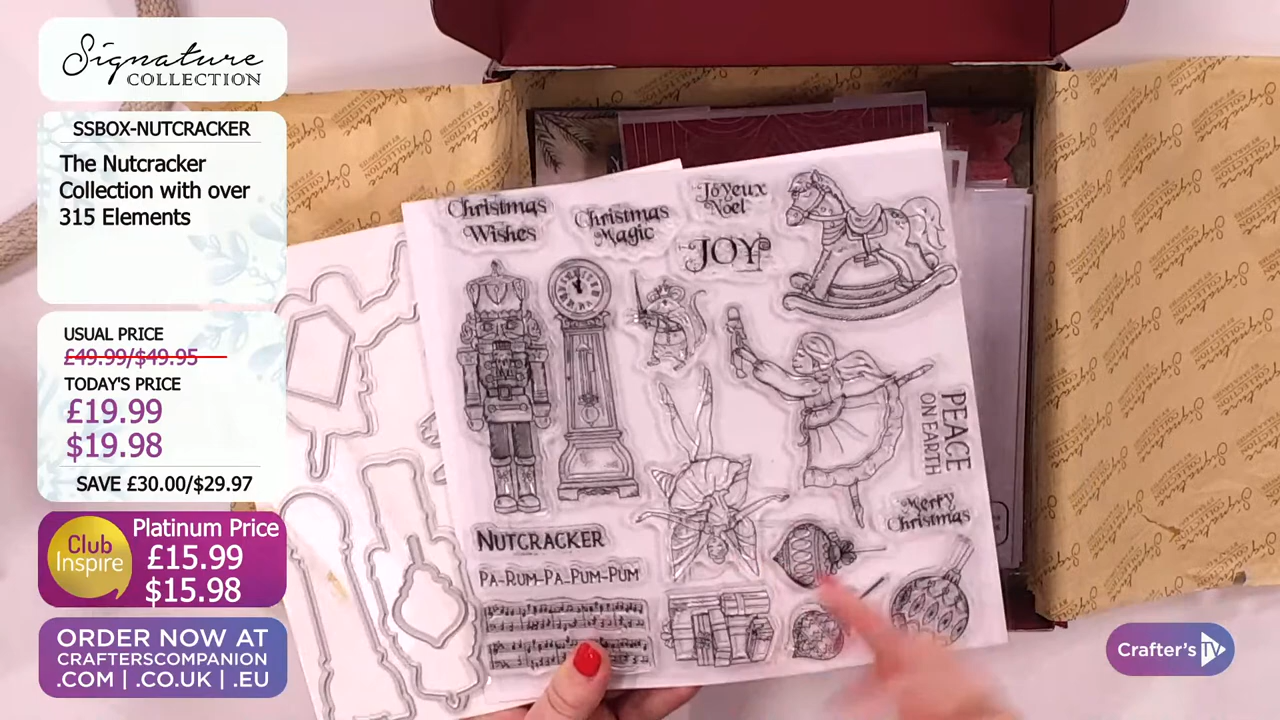 Signature
COLLECTION
SSBOX-NUTCRACKER
The Nutcracker
Collection with over
315 Elements
USUAL PRICE
£49.99/$49.95
TODAY'S PRICE
£19.99
$19.98
SAVE £30.00/$29.97
Club
Inspire
Platinum Price
£15.99
$15.98
ORDER NOW AT
CRAFTERSCOMPANION
.COM | .CO.UK | .EU
Christmas
Wishes
Christmas
Magic
Joyeux
Noel
JOY
PEACE
ON EARTH
Merry
Christmas
NUTCRACKER
PA-RUM-PA-PUM-PUM
Signature
COLLECTION
Crafter's TV